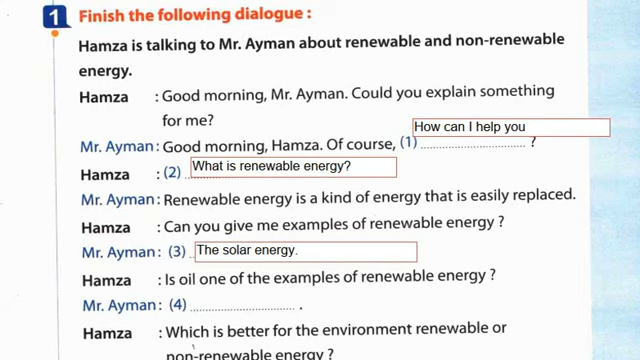 1 Finish the following dialogue :
Hamza is talking to Mr. Ayman about renewable and non-renewable
energy.
Hamza : Good morning, Mr. Ayman. Could you explain something
for me?
How can I help you
Mr. Ayman: Good morning, Hamza. Of course, (1) .............................. ?
What is renewable energy?
Hamza : (2) ..........
Mr. Ayman: Renewable energy is a kind of energy that is easily replaced.
Hamza : Can you give me examples of renewable energy ?
Mr. Ayman: (3) .. The solar energy.
Hamza : Is oil one of the examples of renewable energy ?
Mr. Ayman: (4) .............................. .
Hamza : Which is better for the environment renewable or
non-renewable energy ?